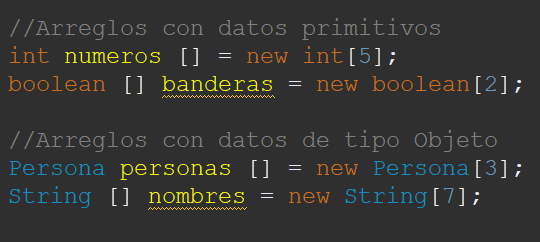 //Arreglos con datos primitivos
int numeros [] = new int[5];
boolean [] banderas = new boolean[2];
//Arreglos con datos de tipo Objeto
Persona personas [] = new Persona[3];
String [] nombres = new String[7];